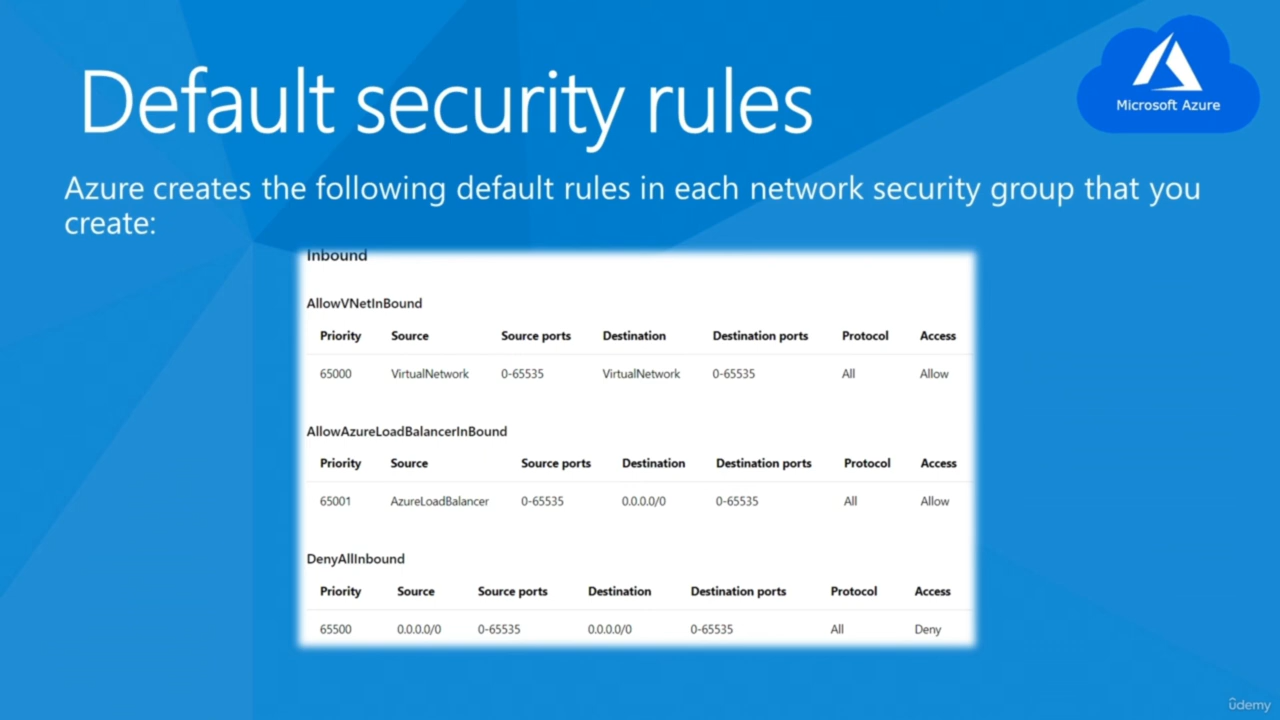 Default security rules
Microsoft Azure
Azure creates the following default rules in each network security group that you
create:
Inbound
AllowVNetInBound
Priority Source Source ports Destination Destination ports Protocol Access
65000 VirtualNetwork 0-65535 VirtualNetwork 0-65535 All Allow
AllowAzureLoadBalancerInBound
Priority Source Source ports Destination Destination ports Protocol Access
65001 AzureLoadBalancer 0-65535 0.0.0.0/0 0-65535 All Allow
DenyAllInbound
Priority Source Source ports Destination Destination ports Protocol Access
65500 0.0.0.0/0 0-65535 0.0.0.0/0 0-65535 All Deny
ûdemy